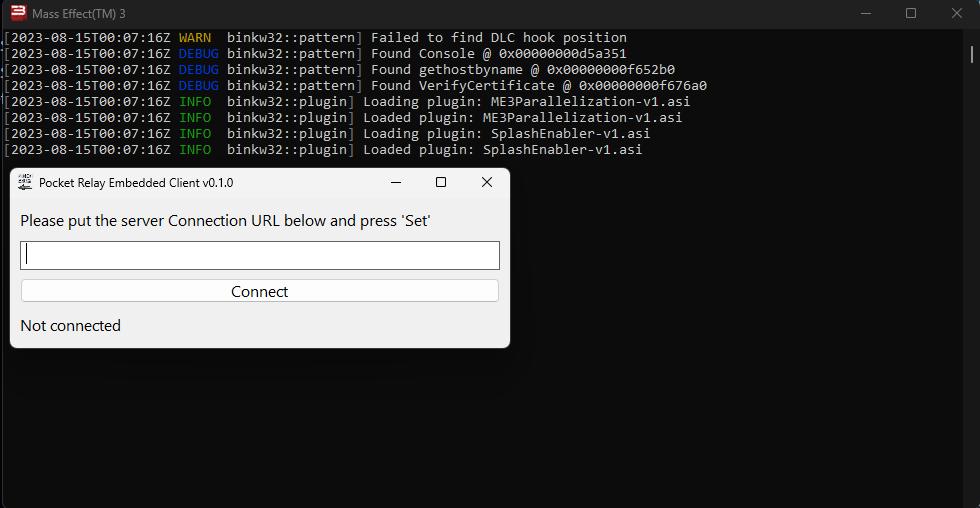 Mass Effect(TM) 3
[2023-08-15T00:07:16Z WARN  binkw32::pattern] Failed to find DLC hook position
[2023-08-15T00:07:16Z DEBUG binkw32::pattern] Found Console @ 0x00000000d5a351
[2023-08-15T00:07:16Z DEBUG binkw32::pattern] Found gethostbyname @ 0x00000000f652b0
[2023-08-15T00:07:16Z DEBUG binkw32::pattern] Found VerifyCertificate @ 0x00000000f676a0
[2023-08-15T00:07:16Z INFO  binkw32::plugin] Loading plugin: ME3Parallelization-v1.asi
[2023-08-15T00:07:16Z INFO  binkw32::plugin] Loaded plugin: ME3Parallelization-v1.asi
[2023-08-15T00:07:16Z INFO  binkw32::plugin] Loading plugin: SplashEnabler-v1.asi
[2023-08-15T00:07:16Z INFO  binkw32::plugin] Loaded plugin: SplashEnabler-v1.asi
Pocket Relay Embedded Client v0.1.0
Please put the server Connection URL below and press 'Set'
Connect
Not connected